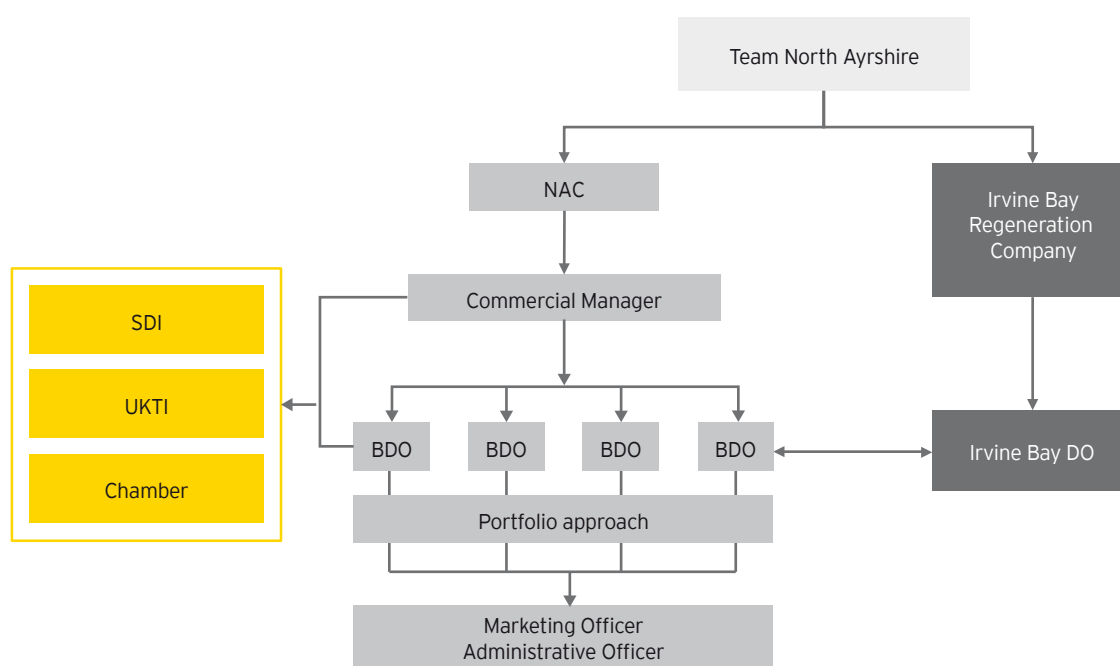 Team North Ayrshire
NAC
Irvine Bay
Regeneration
Company
Commercial Manager
SDI
UKTI
Chamber
BDO
BDO
BDO
BDO
Irvine Bay DO
Portfolio approach
Marketing Officer
Administrative Officer